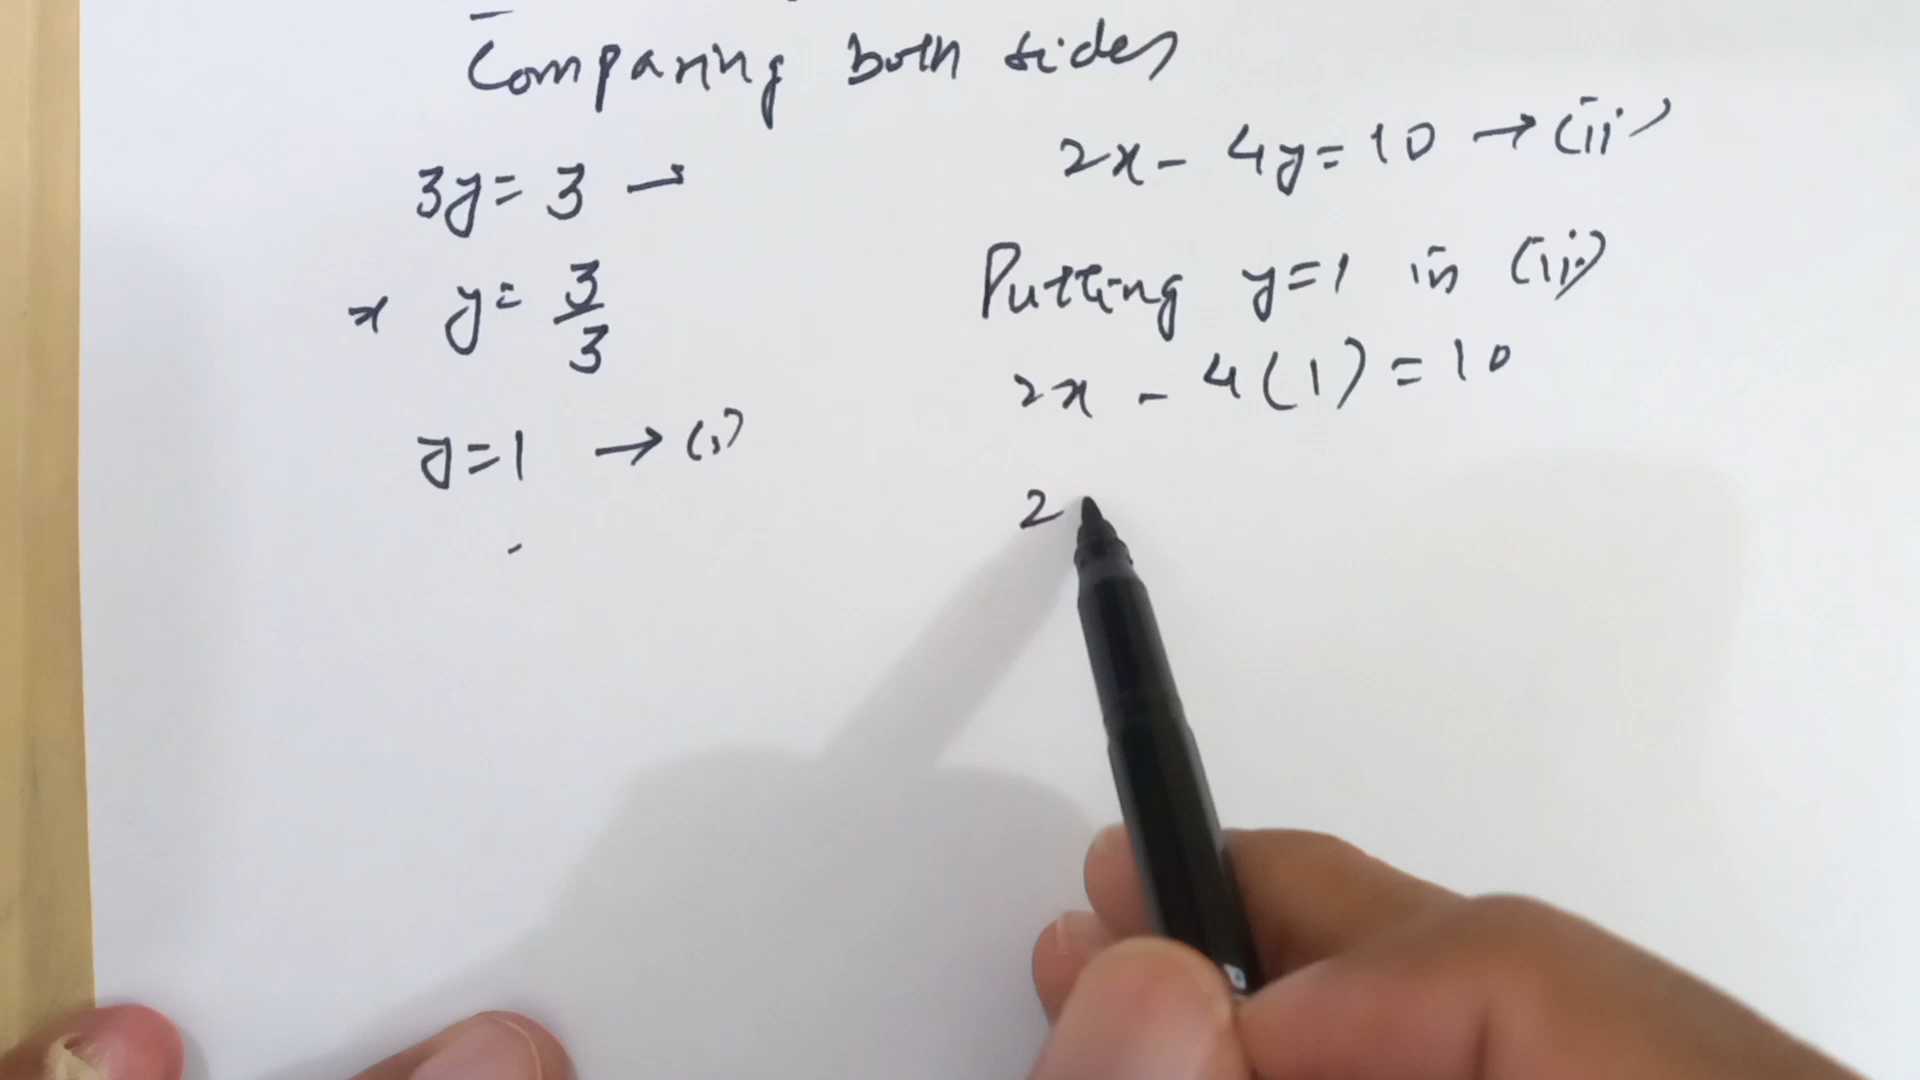 Comparing both sides
3y = 3 →
⇒ y = 3/3
y = 1 → (i)
2x - 4y = 10 → (ii)
Putting y = 1 in (ii)
2x - 4(1) = 10
2